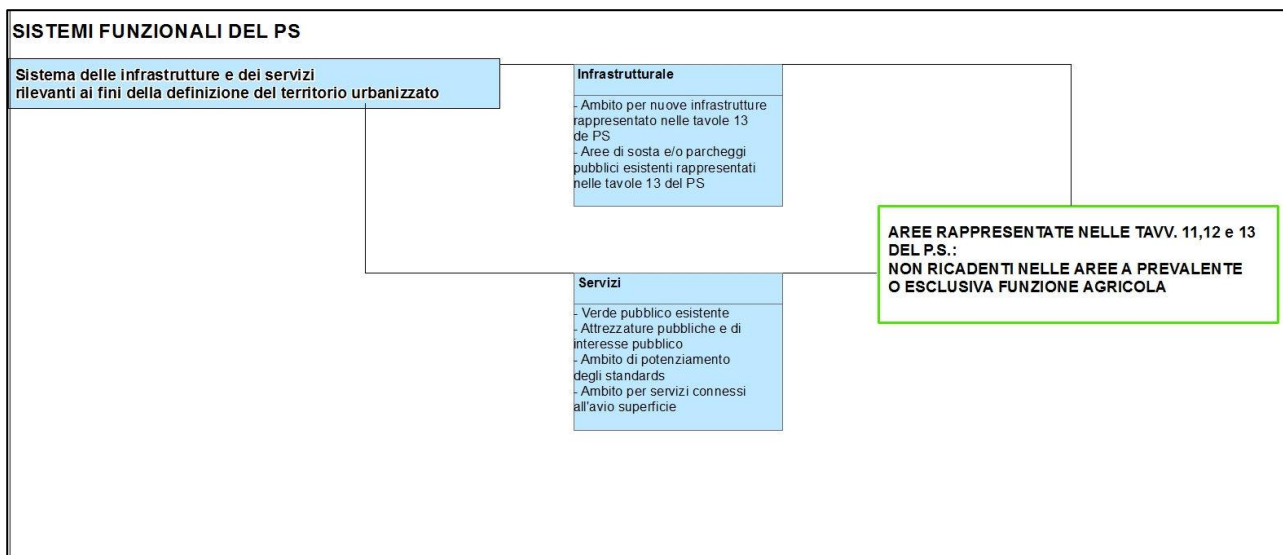 SISTEMI FUNZIONALI DEL PS
Sistema delle infrastrutture e dei servizi
rilevanti ai fini della definizione del territorio urbanizzato
Infrastrutturale
- Ambito per nuove infrastrutture
rappresentato nelle tavole 13
de PS
- Aree di sosta e/o parcheggi
pubblici esistenti rappresentati
nelle tavole 13 del PS
AREE RAPPRESENTATE NELLE TAVV. 11,12 e 13
DEL P.S.:
NON RICADENTI NELLE AREE A PREVALENTE
O ESCLUSIVA FUNZIONE AGRICOLA
Servizi
- Verde pubblico esistente
- Attrezzature pubbliche e di
interesse pubblico
- Ambito di potenziamento
degli standards
- Ambito per servizi connessi
all'avio superficie